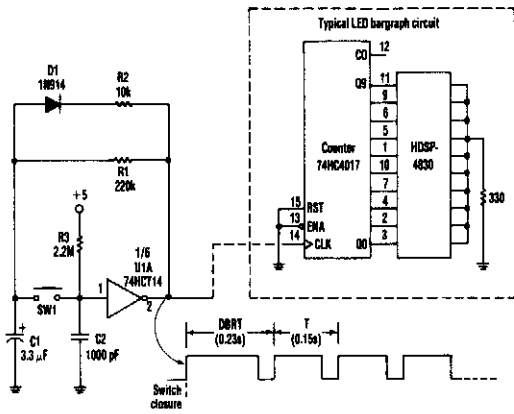 Typical LED bargraph circuit
D1
1N914
R2
10k
R1
220k
+5
R3
2.2M
SW1
1/6
U1A
74HCT14
1
2
+
C1
3.3 µF
C2
1000 pF
CO
12
Q9
11
9
6
5
1
10
7
4
2
Q0
3
Counter
74HC4017
HDSP-
4830
330
15
RST
13
ENA
14
CLK
DBRT
(0.23s)
T
(0.15s)
Switch
closure